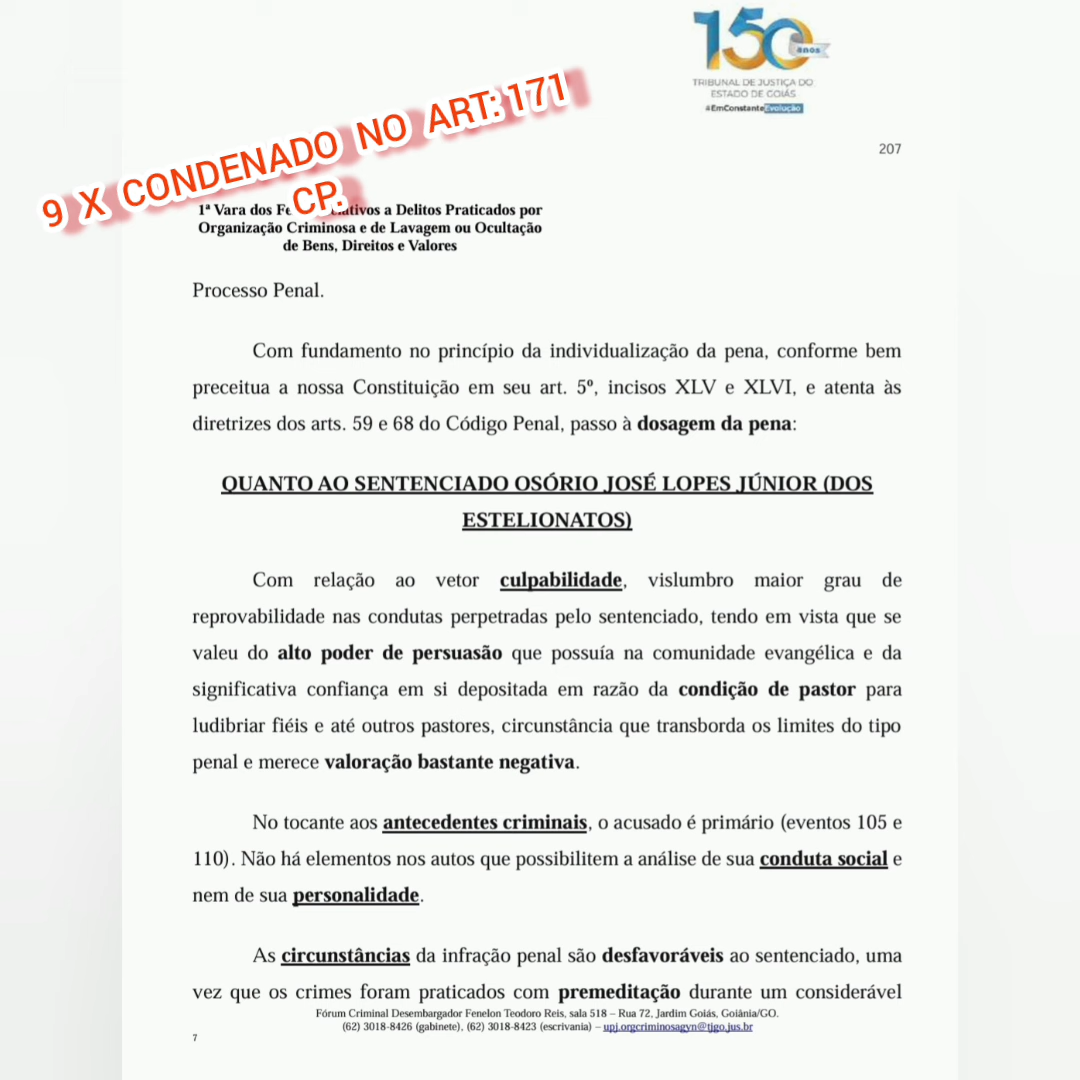 150
anos
TRIBUNAL DE JUSTIÇA DO
ESTADO DE GOIÁS
#EmConstanteEvolução
207
9 X CONDENADO NO ART: 171
CP.
1ª Vara dos Fe lativos a Delitos Praticados por
Organização Criminosa e de Lavagem ou Ocultação
de Bens, Direitos e Valores
Processo Penal.
Com fundamento no princípio da individualização da pena, conforme bem
preceitua a nossa Constituição em seu art. 5º, incisos XLV e XLVI, e atenta às
diretrizes dos arts. 59 e 68 do Código Penal, passo à dosagem da pena:
QUANTO AO SENTENCIADO OSÓRIO JOSÉ LOPES JÚNIOR (DOS
ESTELIONATOS)
Com relação ao vetor culpabilidade, vislumbro maior grau de
reprovabilidade nas condutas perpetradas pelo sentenciado, tendo em vista que se
valeu do alto poder de persuasão que possuía na comunidade evangélica e da
significativa confiança em si depositada em razão da condição de pastor para
ludibriar fiéis e até outros pastores, circunstância que transborda os limites do tipo
penal e merece valoração bastante negativa.
No tocante aos antecedentes criminais, o acusado é primário (eventos 105 e
110). Não há elementos nos autos que possibilitem a análise de sua conduta social e
nem de sua personalidade.
As circunstâncias da infração penal são desfavoráveis ao sentenciado, uma
vez que os crimes foram praticados com premeditação durante um considerável
Fórum Criminal Desembargador Fenelon Teodoro Reis, sala 518 – Rua 72, Jardim Goiás, Goiânia/GO.
(62) 3018-8426 (gabinete), (62) 3018-8423 (escrivania) – upj.orgcriminosagyn@tjgo.jus.br
7